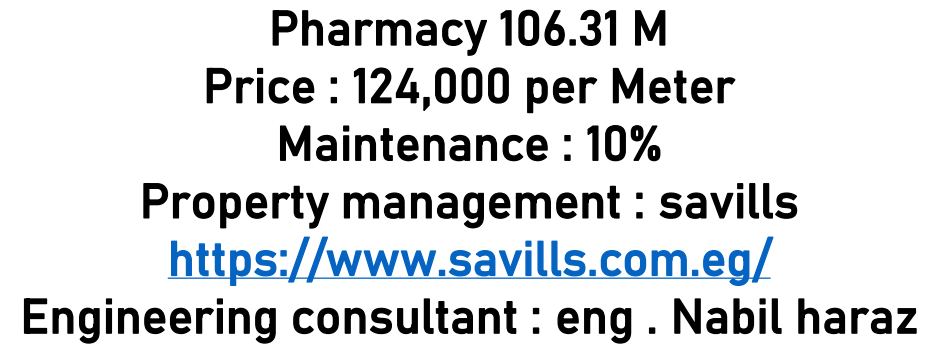 Pharmacy 106.31 M
Price : 124,000 per Meter
Maintenance : 10%
Property management : savills
https://www.savills.com.eg/
Engineering consultant : eng . Nabil haraz